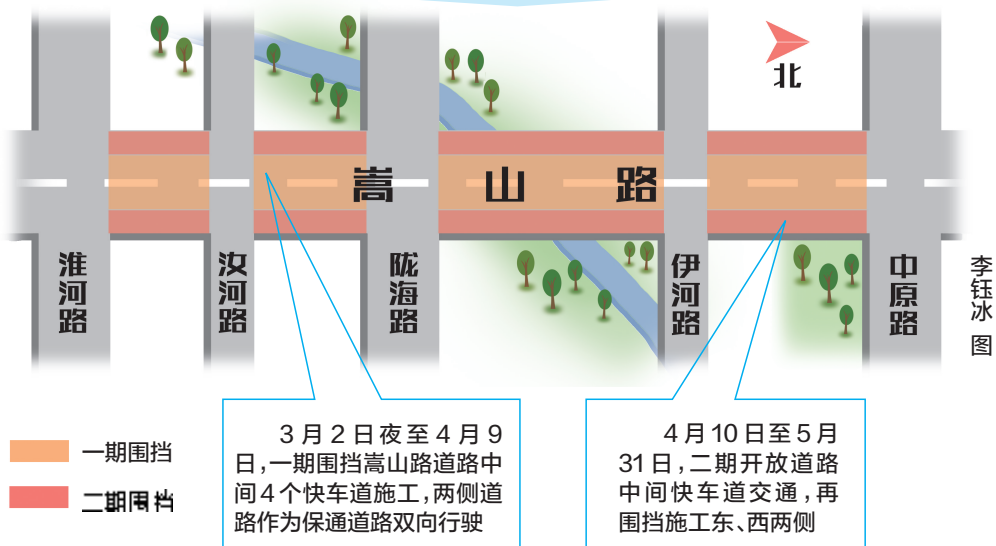 北
嵩山路
淮河路
汝河路
陇海路
伊河路
中原路
李钰冰 图
一期围挡
二期围挡
3月2日夜至4月9
日,一期围挡嵩山路道路中
间4个快车道施工,两侧道
路作为保通道路双向行驶
4月10日至5月
31日,二期开放道路
中间快车道交通,再
围挡施工东、西两侧